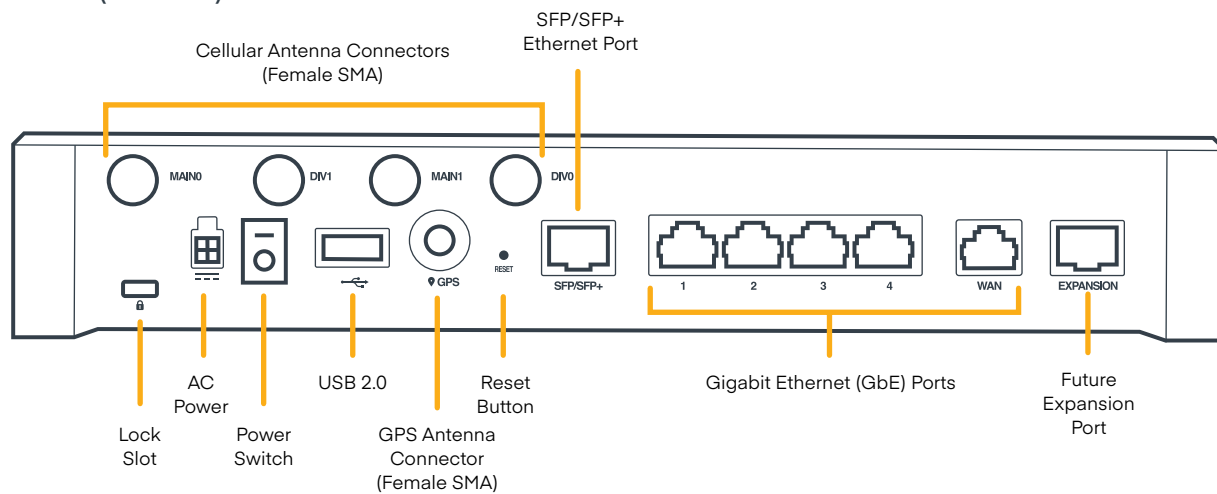 SFP/SFP+
Ethernet Port
Cellular Antenna Connectors
(Female SMA)
MAIN0
DIV1
MAIN1
DIV0
RESET
GPS
SFP/SFP+
1
2
3
4
WAN
EXPANSION
AC
Power
USB 2.0
Reset
Button
Gigabit Ethernet (GbE) Ports
Future
Expansion
Port
Lock
Slot
Power
Switch
GPS Antenna
Connector
(Female SMA)